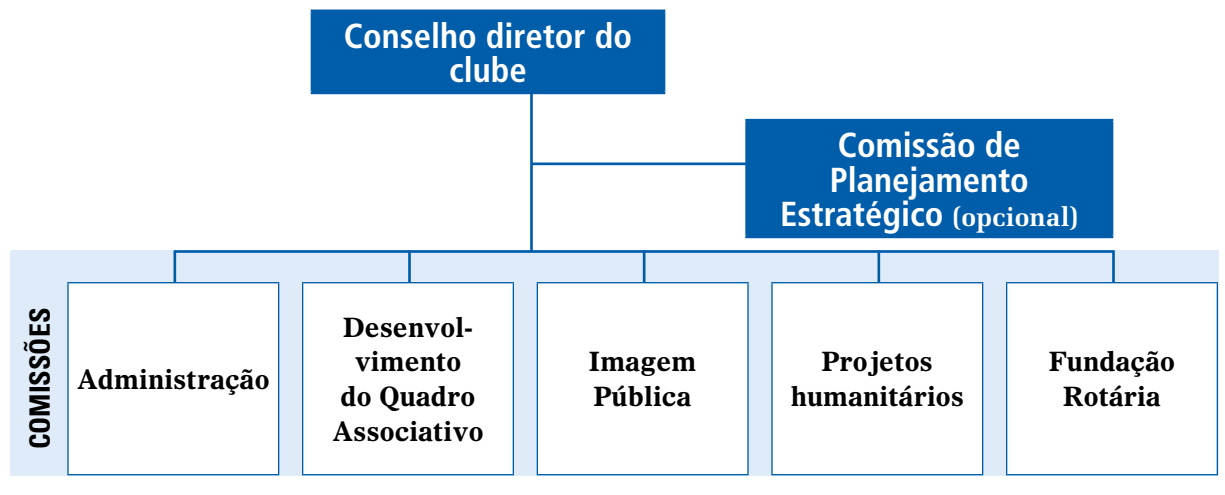 Conselho diretor do
clube
Comissão de
Planejamento
Estratégico (opcional)
COMISSÕES
Administração
Desenvol-
vimento
do Quadro
Associativo
Imagem
Pública
Projetos
humanitários
Fundação
Rotária